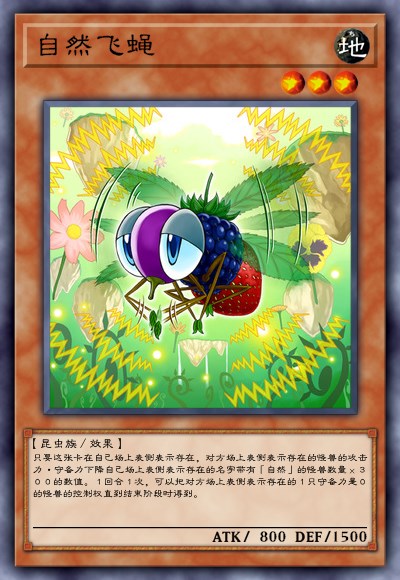 自然飞蝇
地
【昆虫族／效果】
只要这张卡在自己场上表侧表示存在，对方场上表侧表示存在的怪兽的攻击
力·守备力下降自己场上表侧表示存在的名字带有「自然」的怪兽数量×３
００的数值。１回合１次，可以把对方场上表侧表示存在的１只守备力是０
的怪兽的控制权直到结束阶段时得到。
ATK/ 800 DEF/1500